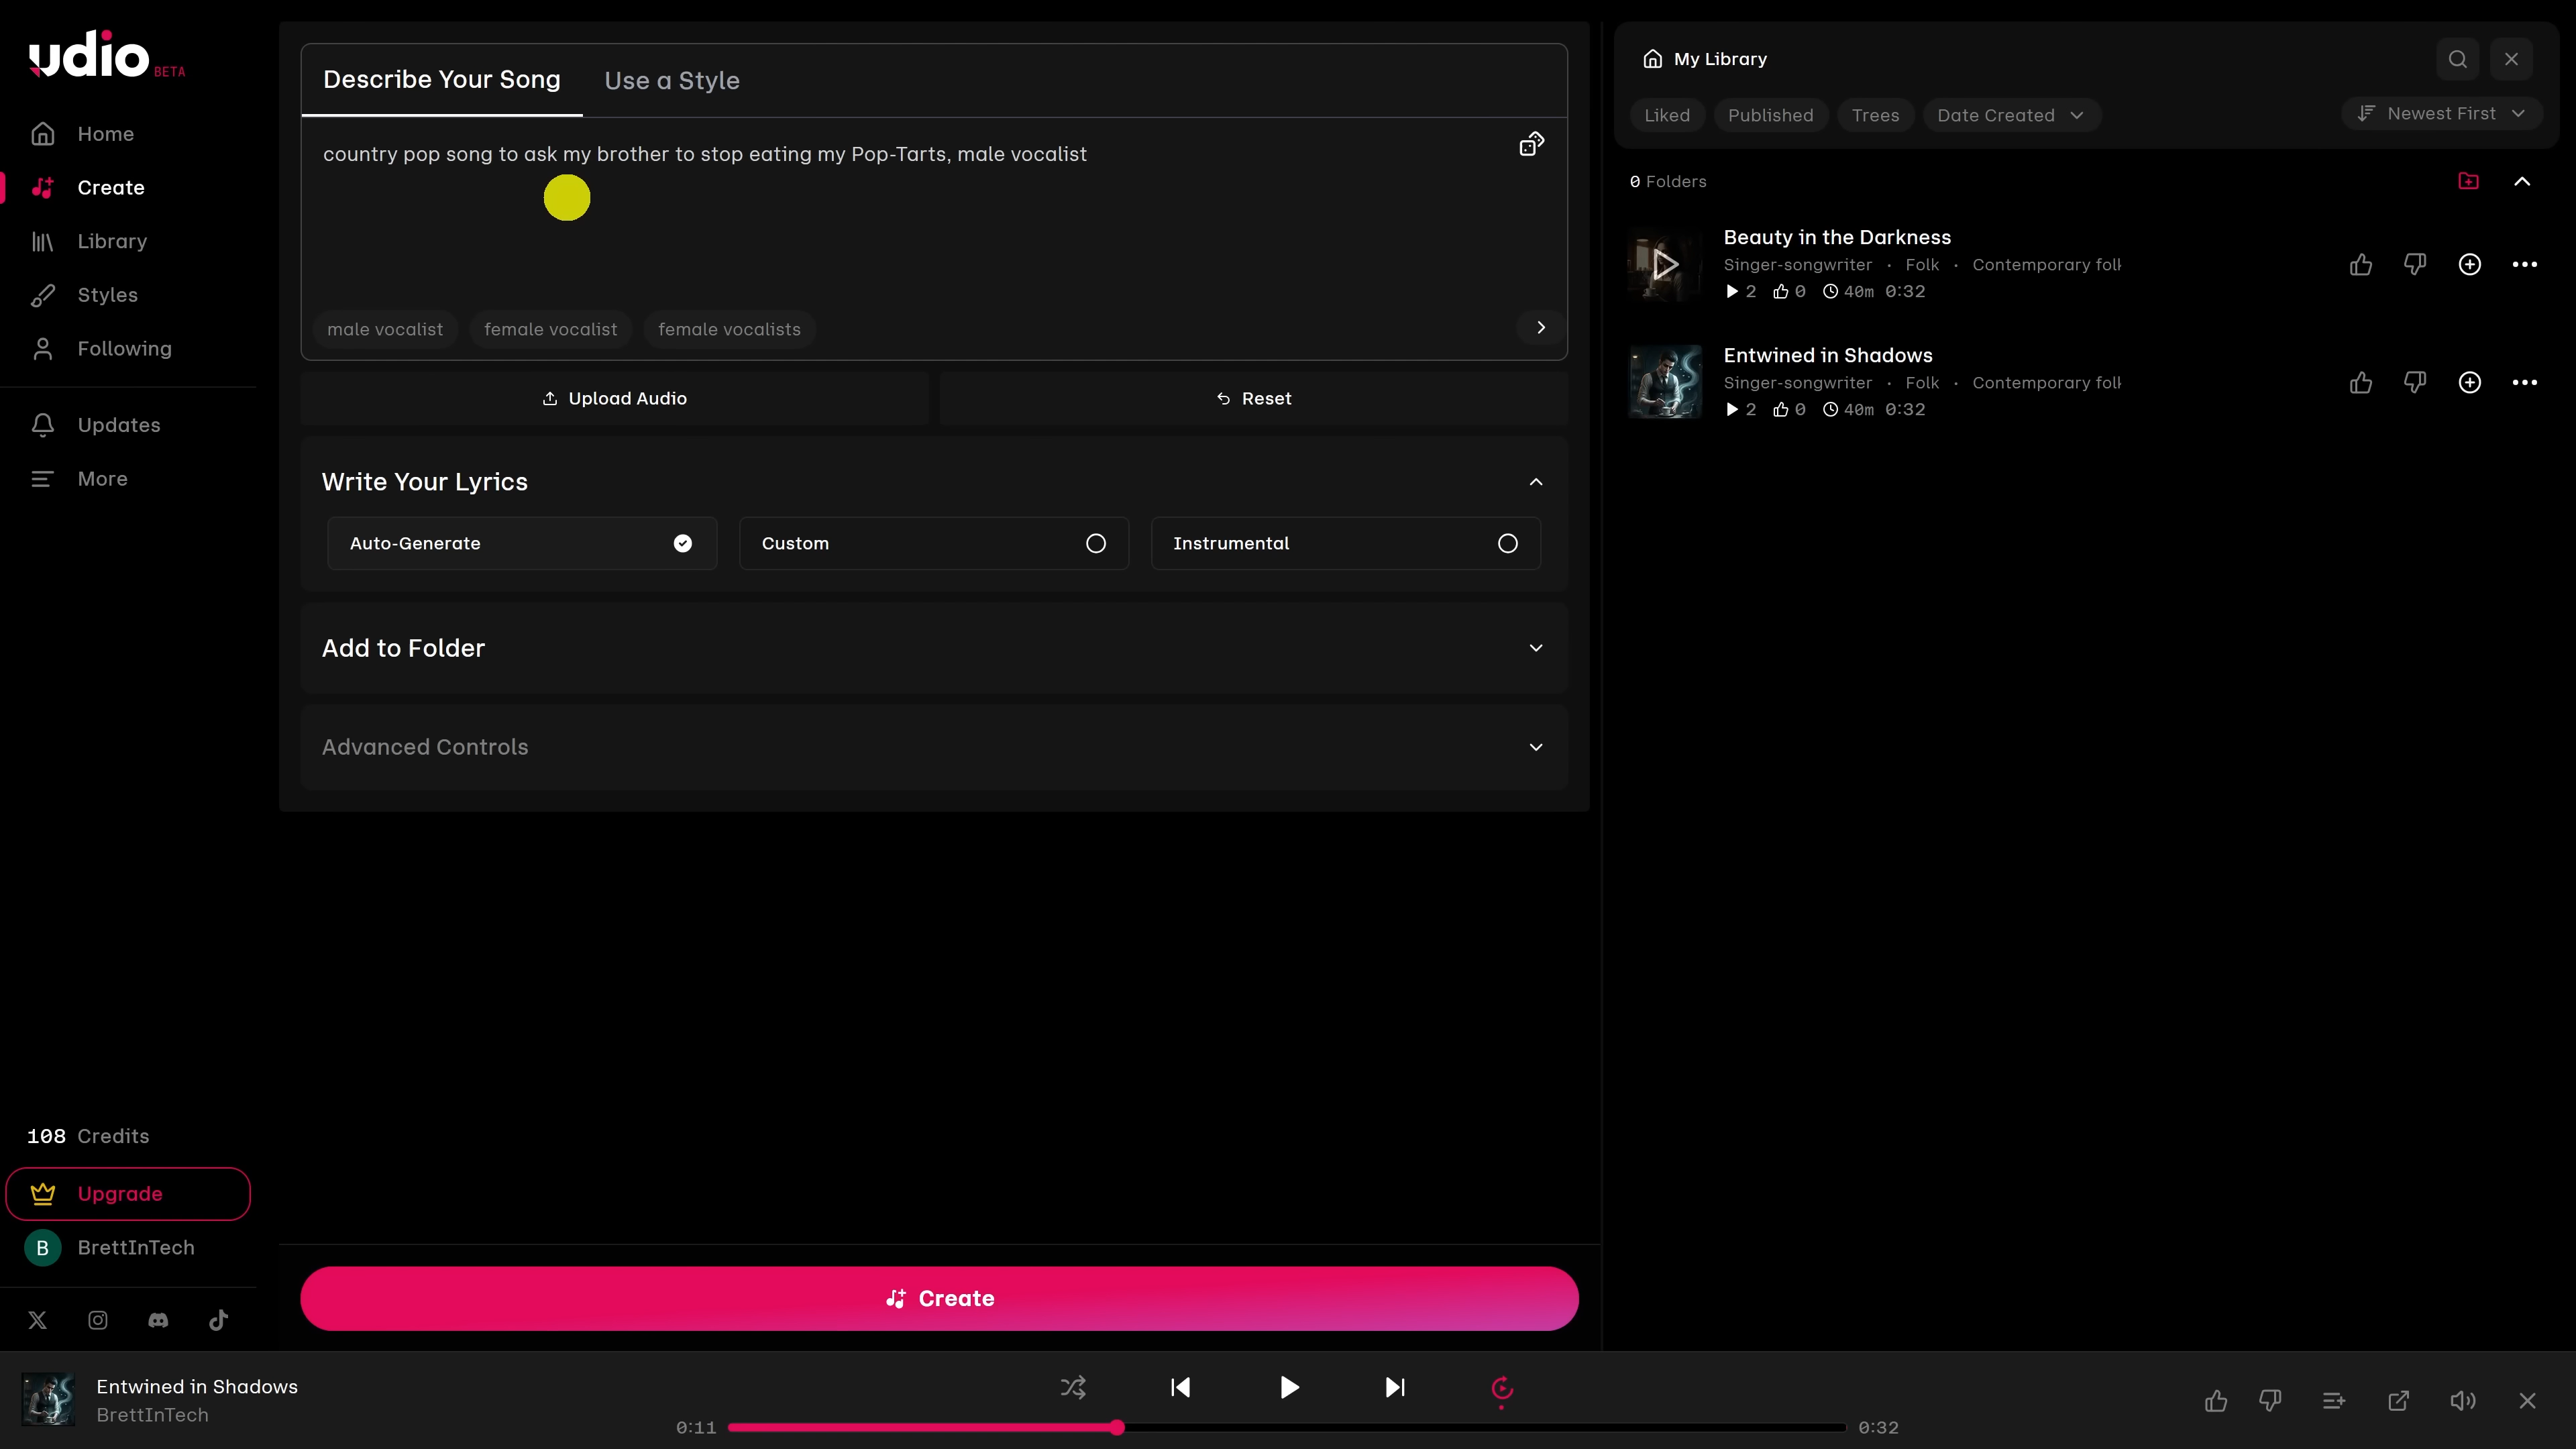 udio BETA
Home
Create
Library
Styles
Following
Updates
More
108 Credits
Upgrade
B BrettInTech
Describe Your Song Use a Style
country pop song to ask my brother to stop eating my Pop-Tarts, male vocalist
male vocalist female vocalist female vocalists
Upload Audio Reset
Write Your Lyrics
Auto-Generate Custom Instrumental
Add to Folder
Advanced Controls
Create
My Library
Liked Published Trees Date Created Newest First
0 Folders
Beauty in the Darkness
Singer-songwriter • Folk • Contemporary folk
2 0 40m 0:32
Entwined in Shadows
Singer-songwriter • Folk • Contemporary folk
2 0 40m 0:32
Entwined in Shadows
BrettInTech
0:11 0:32